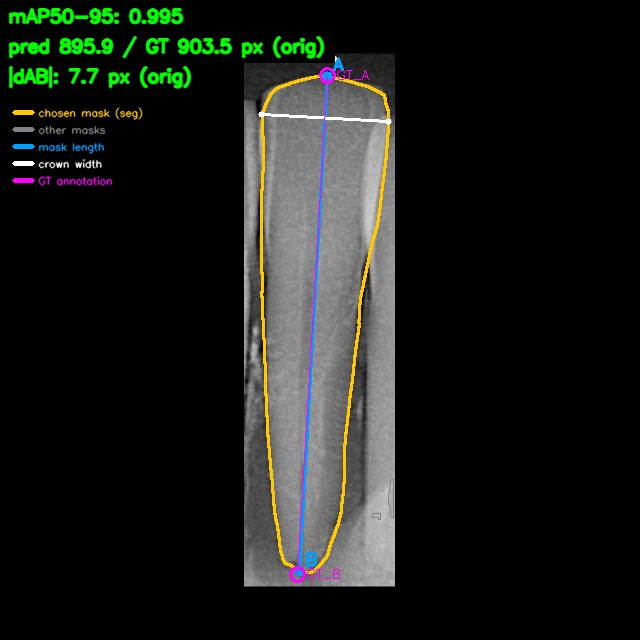 mAP50-95: 0.995
pred 895.9 / GT 903.5 px (orig)
|dAB|: 7.7 px (orig)
chosen mask (seg)
other masks
mask length
crown width
GT annotation
A
GT_A
B